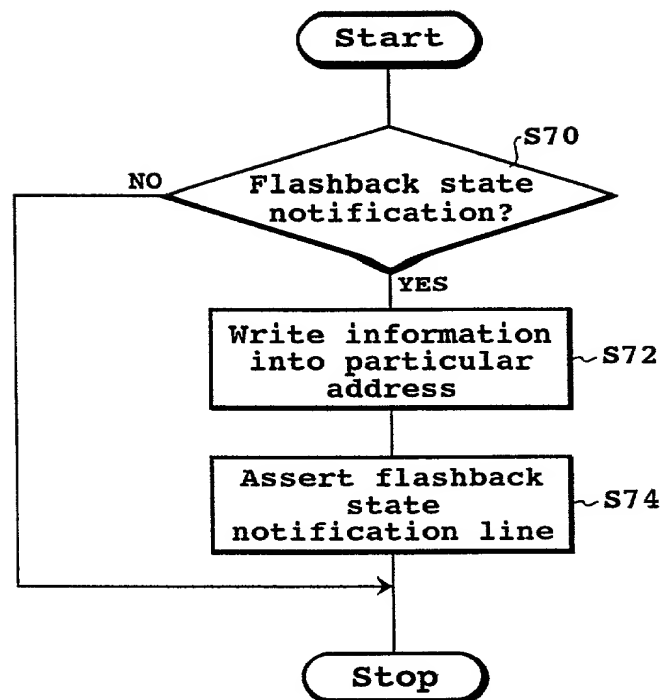 Start
S70
NO
Flashback state
notification?
YES
Write information
into particular
address
S72
Assert flashback
state
notification line
S74
Stop